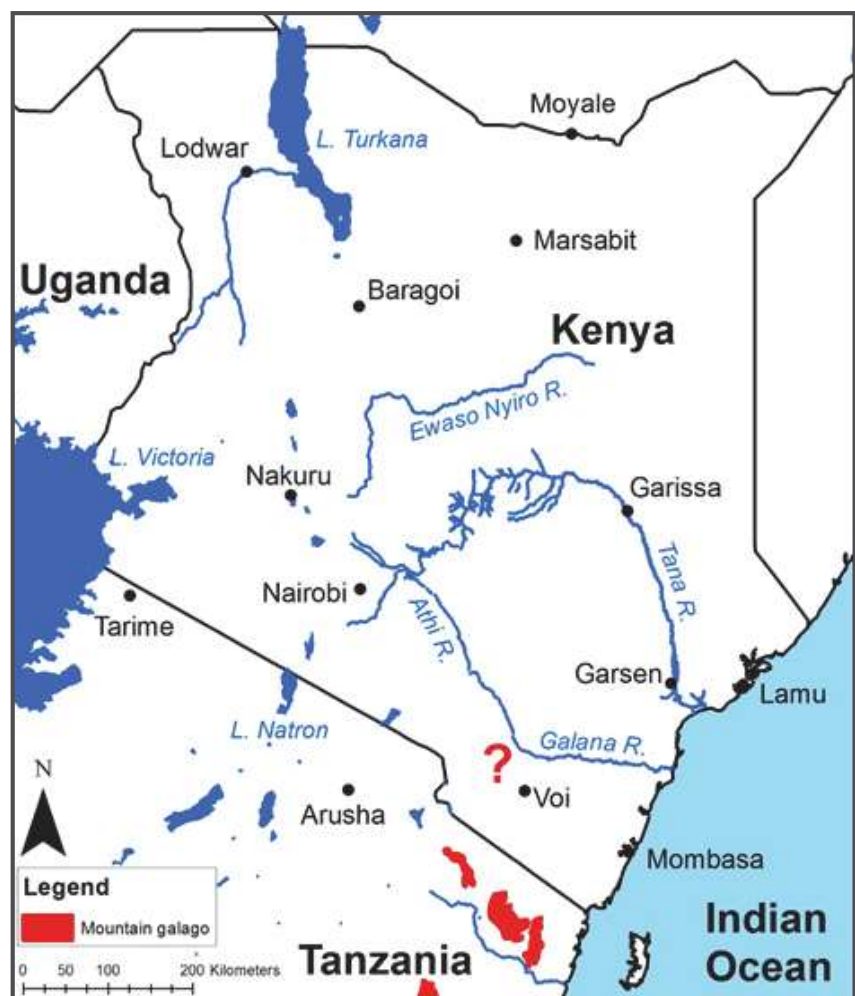 Moyale
L. Turkana
Lodwar
Marsabit
Uganda
Baragoi
Kenya
Ewaso Nyiro R.
L. Victoria
Nakuru
Garissa
Tana R.
Nairobi
Athi R.
Tarime
Garsen
Lamu
L. Natron
Galana R.
?
N
Arusha
Voi
Mombasa
Legend
Mountain galago
Indian
Ocean
Tanzania
0 50 100 200 Kilometers